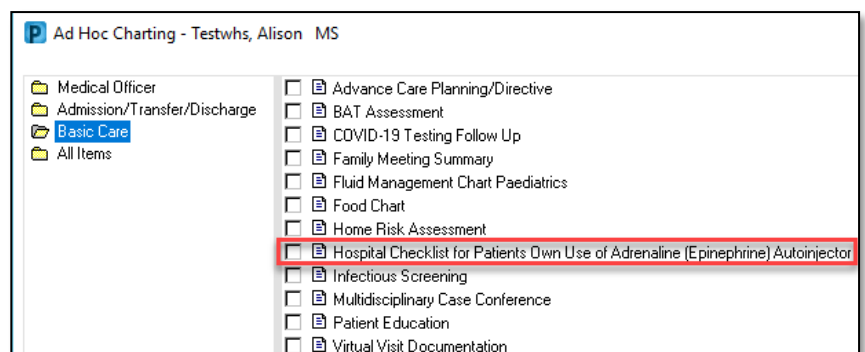 P Ad Hoc Charting - Testwhs, Alison MS
Medical Officer
Admission/Transfer/Discharge
Basic Care
All Items
Advance Care Planning/Directive
BAT Assessment
COVID-19 Testing Follow Up
Family Meeting Summary
Fluid Management Chart Paediatrics
Food Chart
Home Risk Assessment
Hospital Checklist for Patients Own Use of Adrenaline (Epinephrine) Autoinjector
Infectious Screening
Multidisciplinary Case Conference
Patient Education
Virtual Visit Documentation